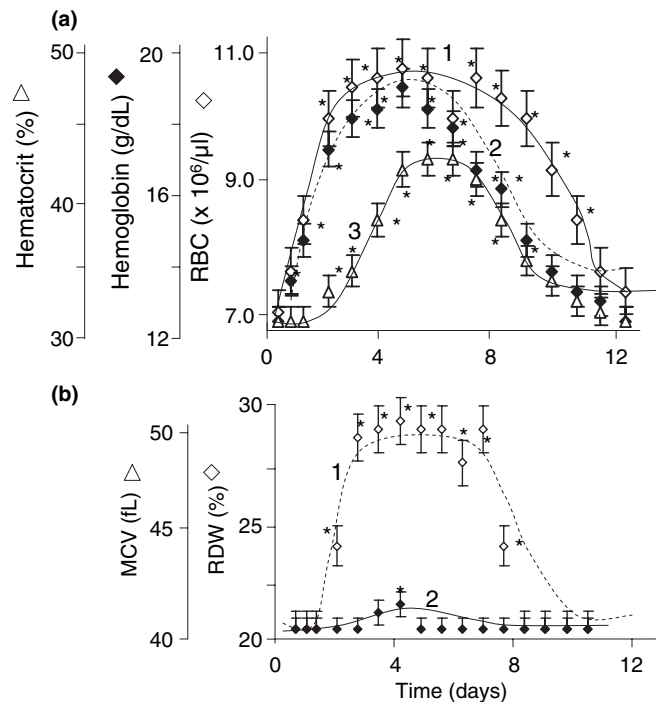 (a)
Hematocrit (%) △
50
40
30
Hemoglobin (g/dL) ◆
20
16
12
RBC (x 10⁶/µl) ◇
11.0
9.0
7.0
1
2
3
0 4 8 12
(b)
MCV (fL) △
50
45
40
RDW (%) ◇
30
25
20
1
2
0 4 8 12
Time (days)